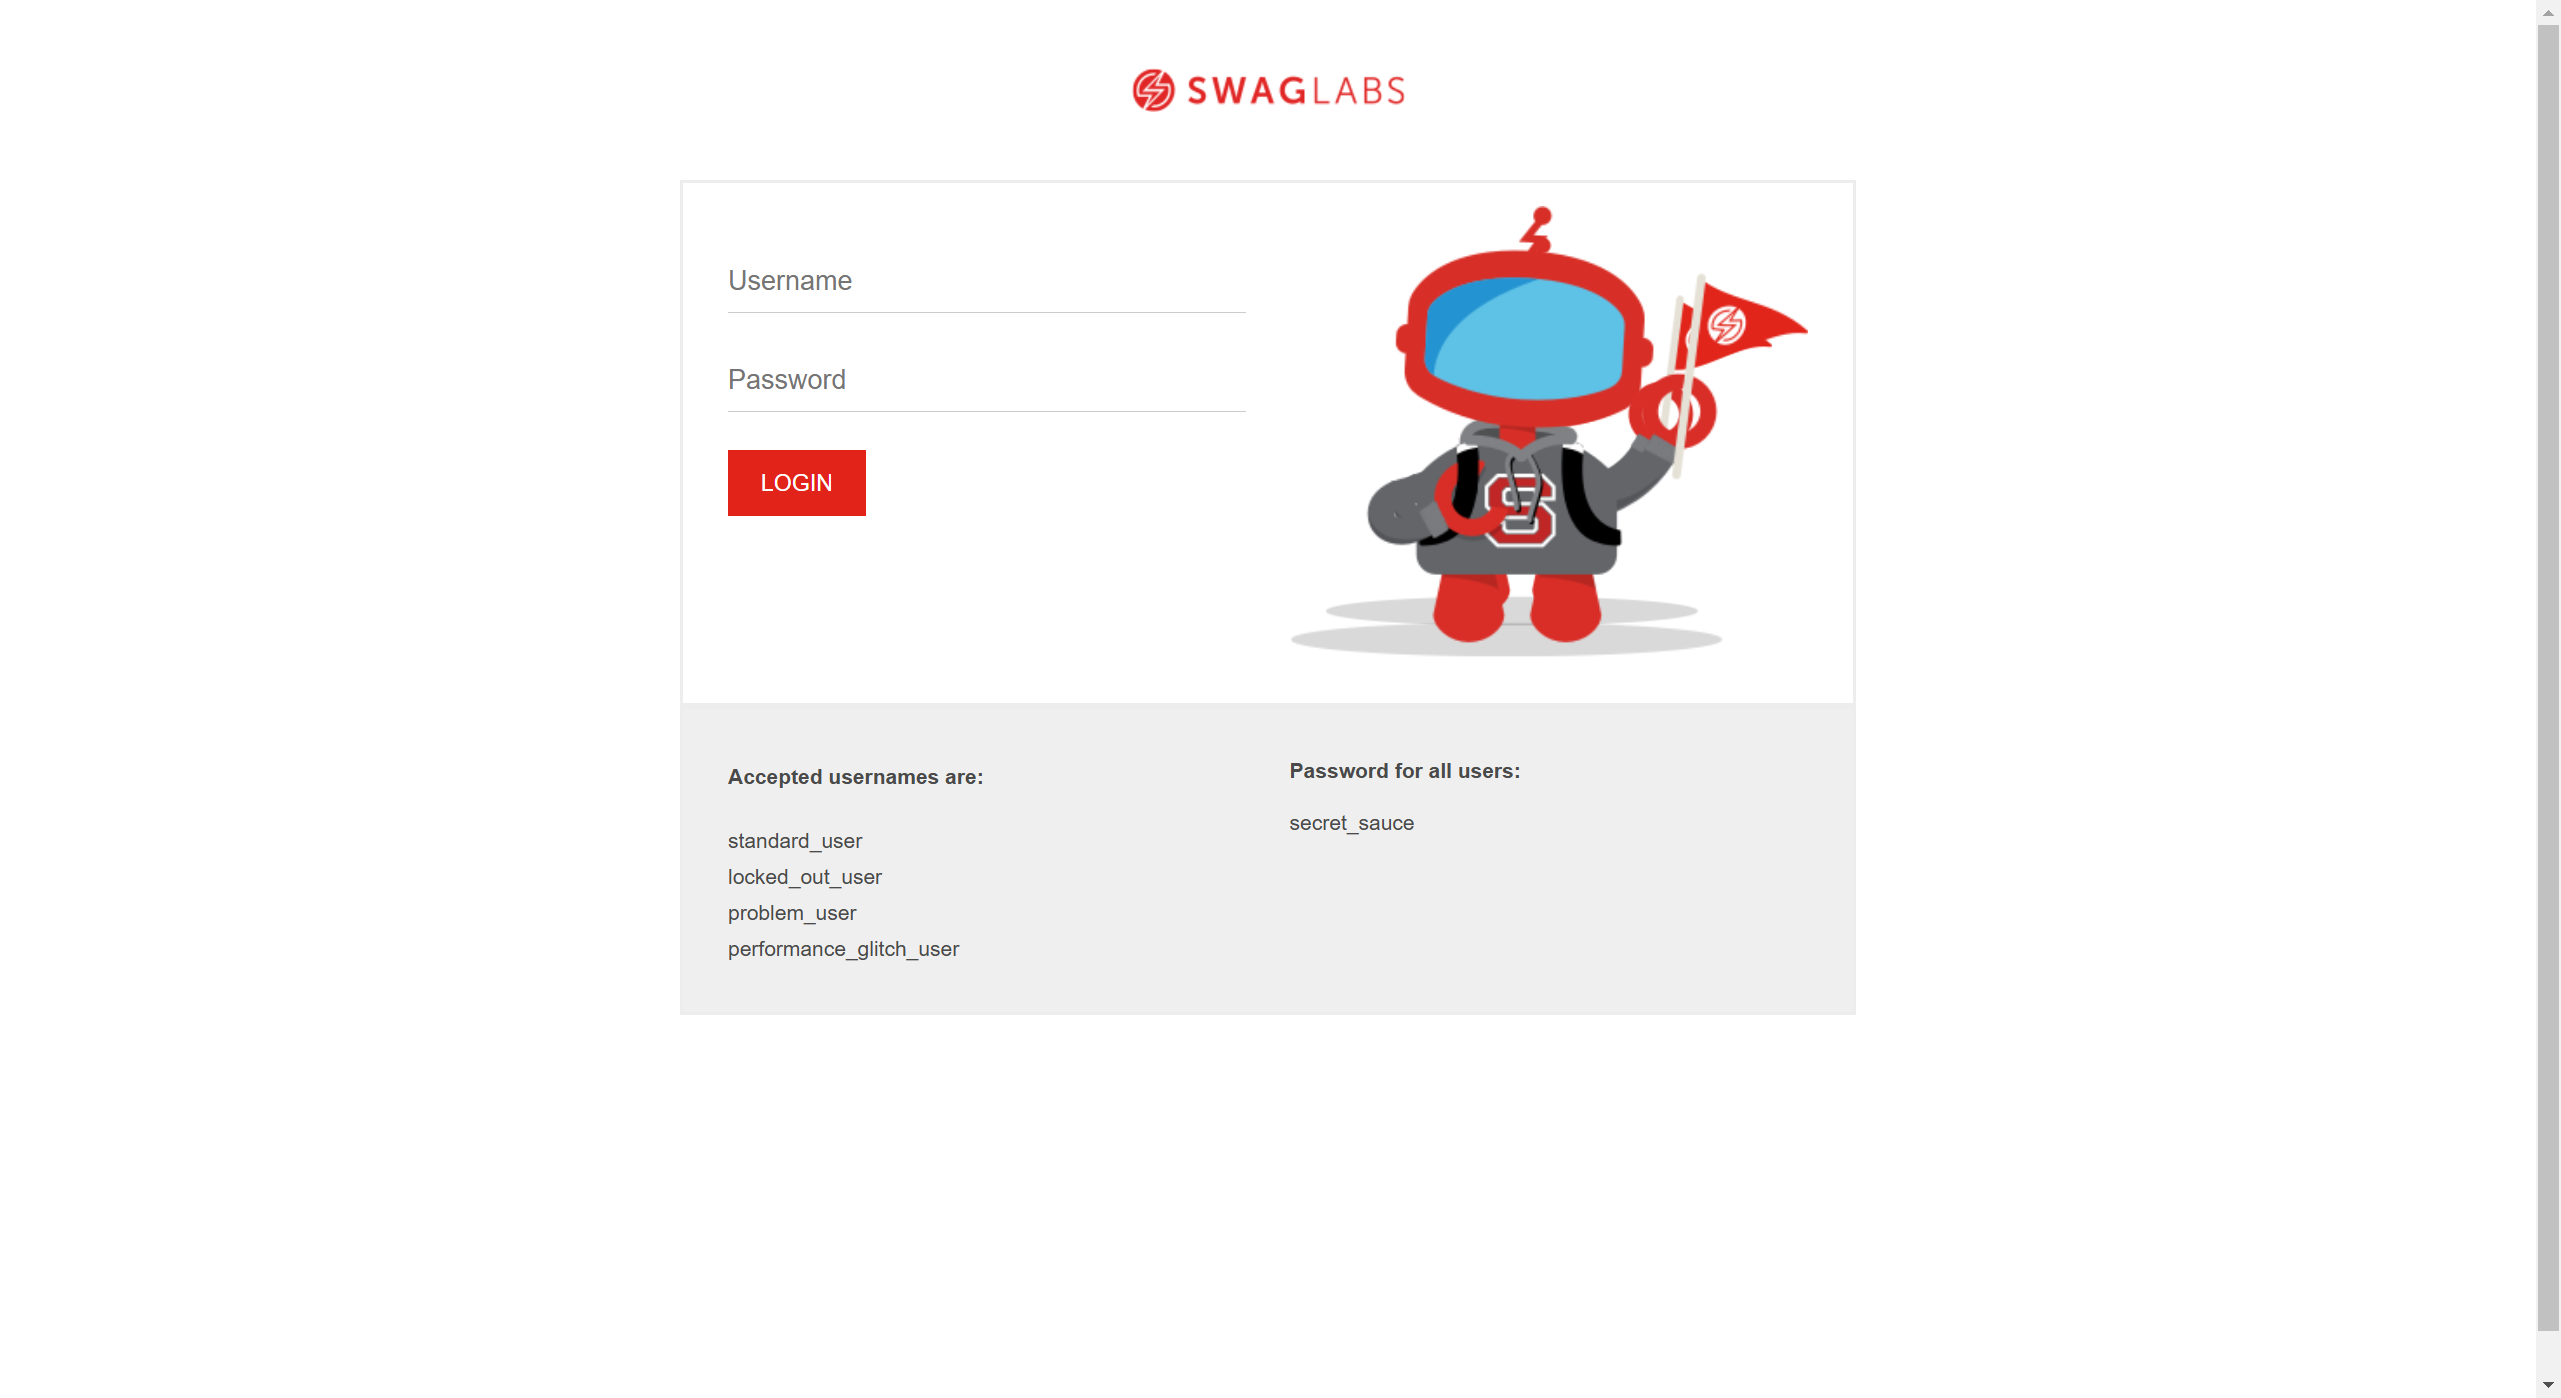 SWAGLABS
Username
Password
LOGIN
S
Accepted usernames are:
standard_user
locked_out_user
problem_user
performance_glitch_user
Password for all users:
secret_sauce